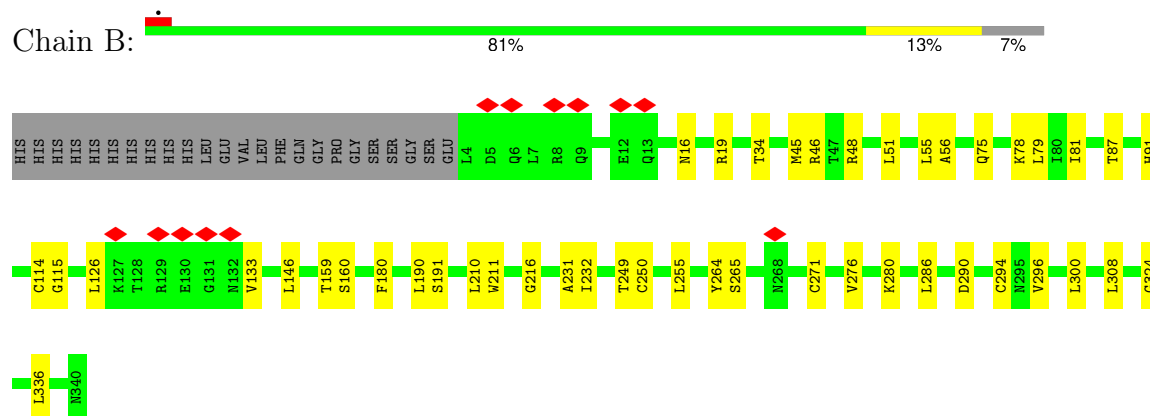 Chain B:
81% 13% 7%
HIS HIS HIS HIS HIS HIS HIS HIS HIS LEU GLU VAL LEU PHE GLN GLY PRO GLY SER SER GLY SER GLU L4 D5 Q6 L7 R8 Q9 E12 Q13 N16 R19 T34 M45 R46 T47 R48 L51 L55 A56 Q75 K78 L79 I80 I81 T87 H91
C114 G115 L126 K127 T128 R129 E130 G131 N132 V133 L146 T159 S160 F180 L190 S191 L210 W211 G216 A231 I232 T249 C250 L255 Y264 S265 N268 C271 V276 K280 L286 D290 C294 N295 V296 L300 L308 G324
L336 N340